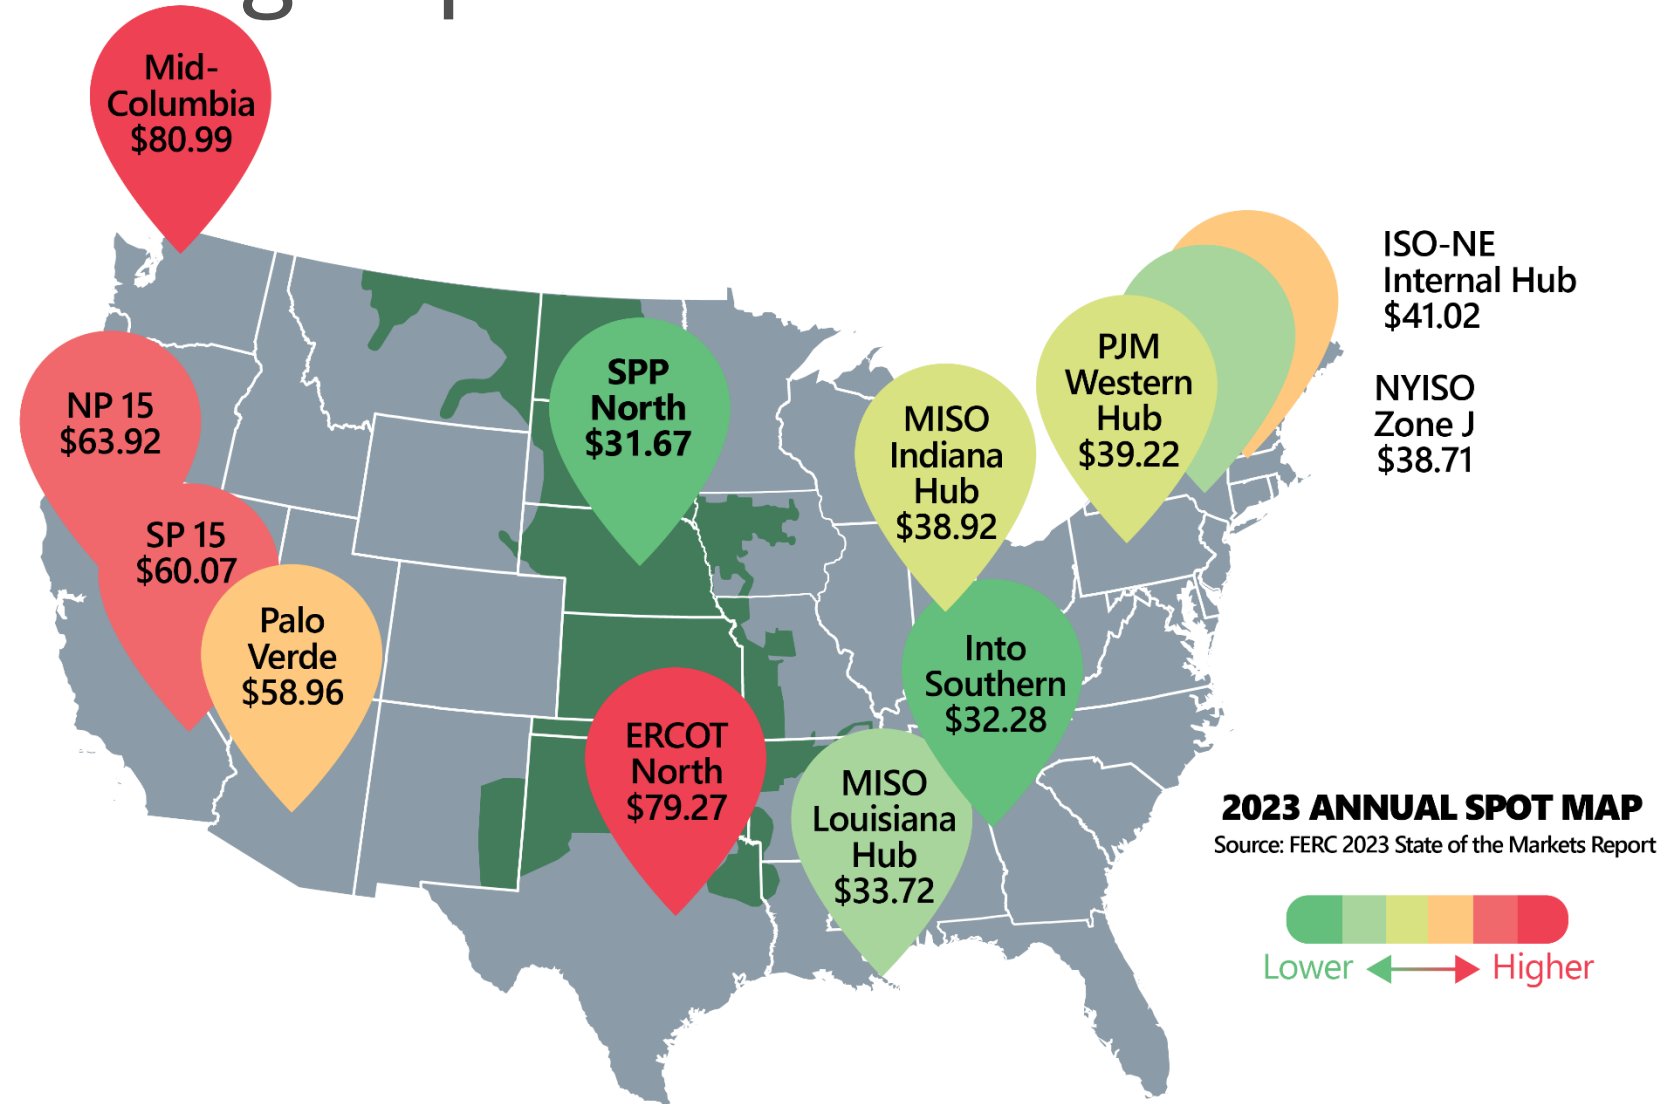 Mid-
Columbia
$80.99
ISO-NE
Internal Hub
$41.02
NP 15
$63.92
SPP
North
$31.67
PJM
Western
Hub
$39.22
MISO
Indiana
Hub
$38.92
NYISO
Zone J
$38.71
SP 15
$60.07
Palo
Verde
$58.96
Into
Southern
$32.28
ERCOT
North
$79.27
MISO
Louisiana
Hub
$33.72
2023 ANNUAL SPOT MAP
Source: FERC 2023 State of the Markets Report
Lower
Higher